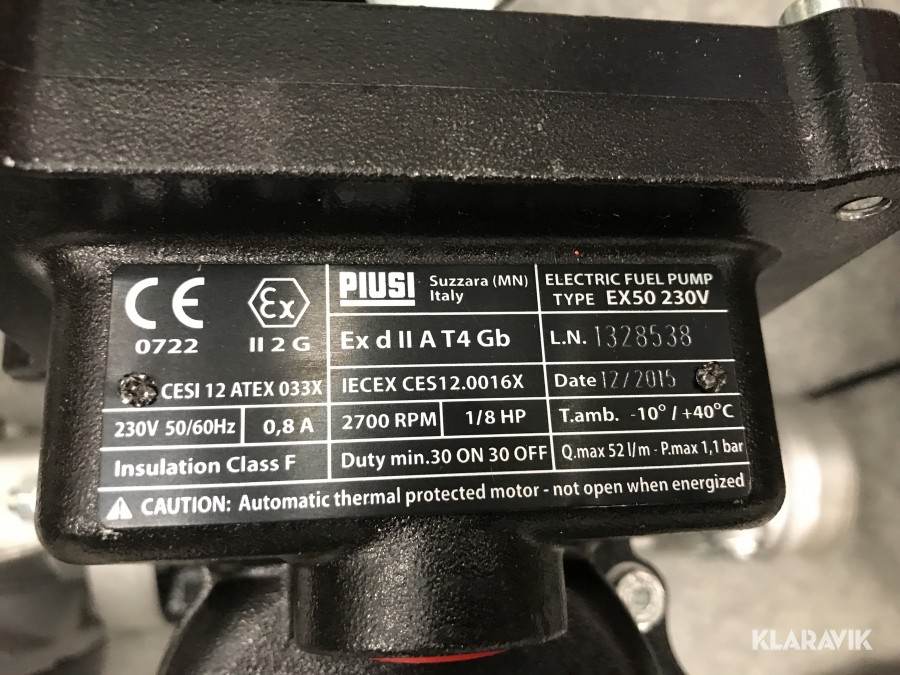 CE
0722
Ex
II 2 G
CESI 12 ATEX 033X
230V 50/60Hz
0,8 A
Insulation Class F
PIUSI
Suzzara (MN)
Italy
Ex d II A T4 Gb
IECEX CES12.0016X
2700 RPM
1/8 HP
Duty min.30 ON 30 OFF
ELECTRIC FUEL PUMP
TYPE EX50 230V
L.N. 1328538
Date 12/2015
T.amb. -10° / +40°C
Q.max 52 l/m - P.max 1,1 bar
CAUTION: Automatic thermal protected motor - not open when energized
KLARAVIK